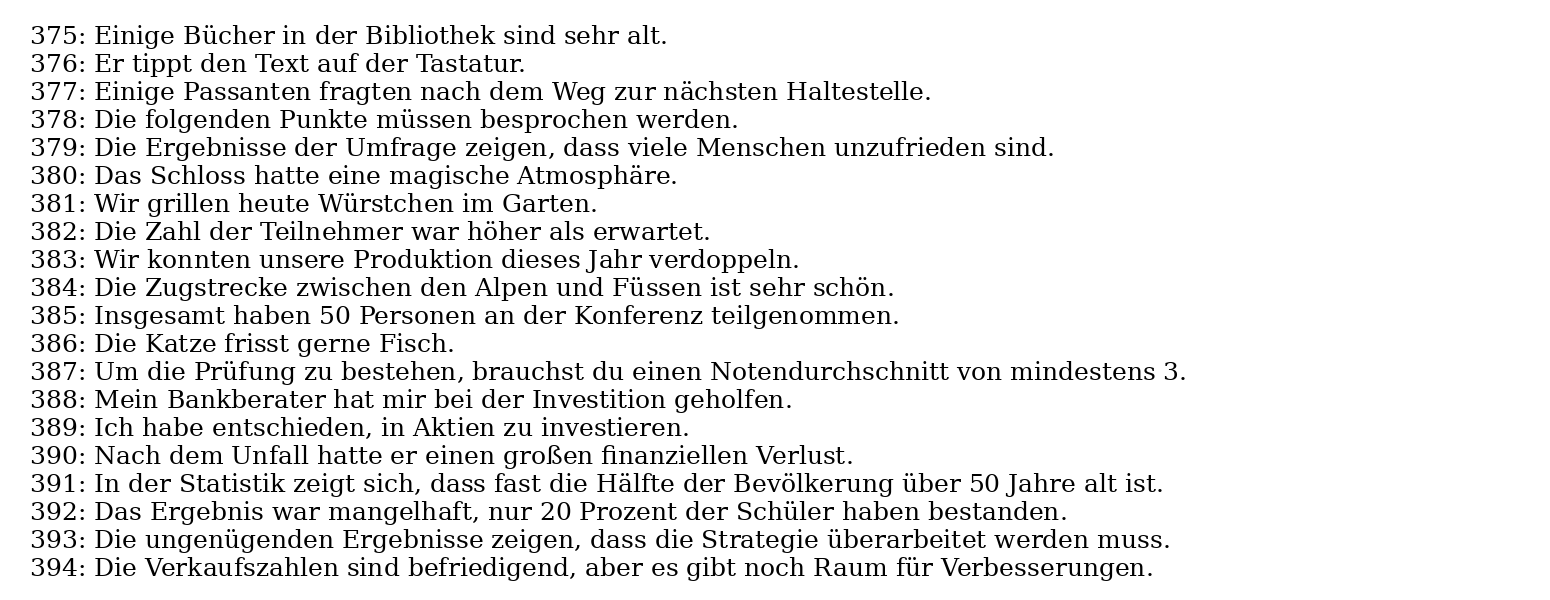 375: Einige Bücher in der Bibliothek sind sehr alt.
376: Er tippt den Text auf der Tastatur.
377: Einige Passanten fragten nach dem Weg zur nächsten Haltestelle.
378: Die folgenden Punkte müssen besprochen werden.
379: Die Ergebnisse der Umfrage zeigen, dass viele Menschen unzufrieden sind.
380: Das Schloss hatte eine magische Atmosphäre.
381: Wir grillen heute Würstchen im Garten.
382: Die Zahl der Teilnehmer war höher als erwartet.
383: Wir konnten unsere Produktion dieses Jahr verdoppeln.
384: Die Zugstrecke zwischen den Alpen und Füssen ist sehr schön.
385: Insgesamt haben 50 Personen an der Konferenz teilgenommen.
386: Die Katze frisst gerne Fisch.
387: Um die Prüfung zu bestehen, brauchst du einen Notendurchschnitt von mindestens 3.
388: Mein Bankberater hat mir bei der Investition geholfen.
389: Ich habe entschieden, in Aktien zu investieren.
390: Nach dem Unfall hatte er einen großen finanziellen Verlust.
391: In der Statistik zeigt sich, dass fast die Hälfte der Bevölkerung über 50 Jahre alt ist.
392: Das Ergebnis war mangelhaft, nur 20 Prozent der Schüler haben bestanden.
393: Die ungenügenden Ergebnisse zeigen, dass die Strategie überarbeitet werden muss.
394: Die Verkaufszahlen sind befriedigend, aber es gibt noch Raum für Verbesserungen.